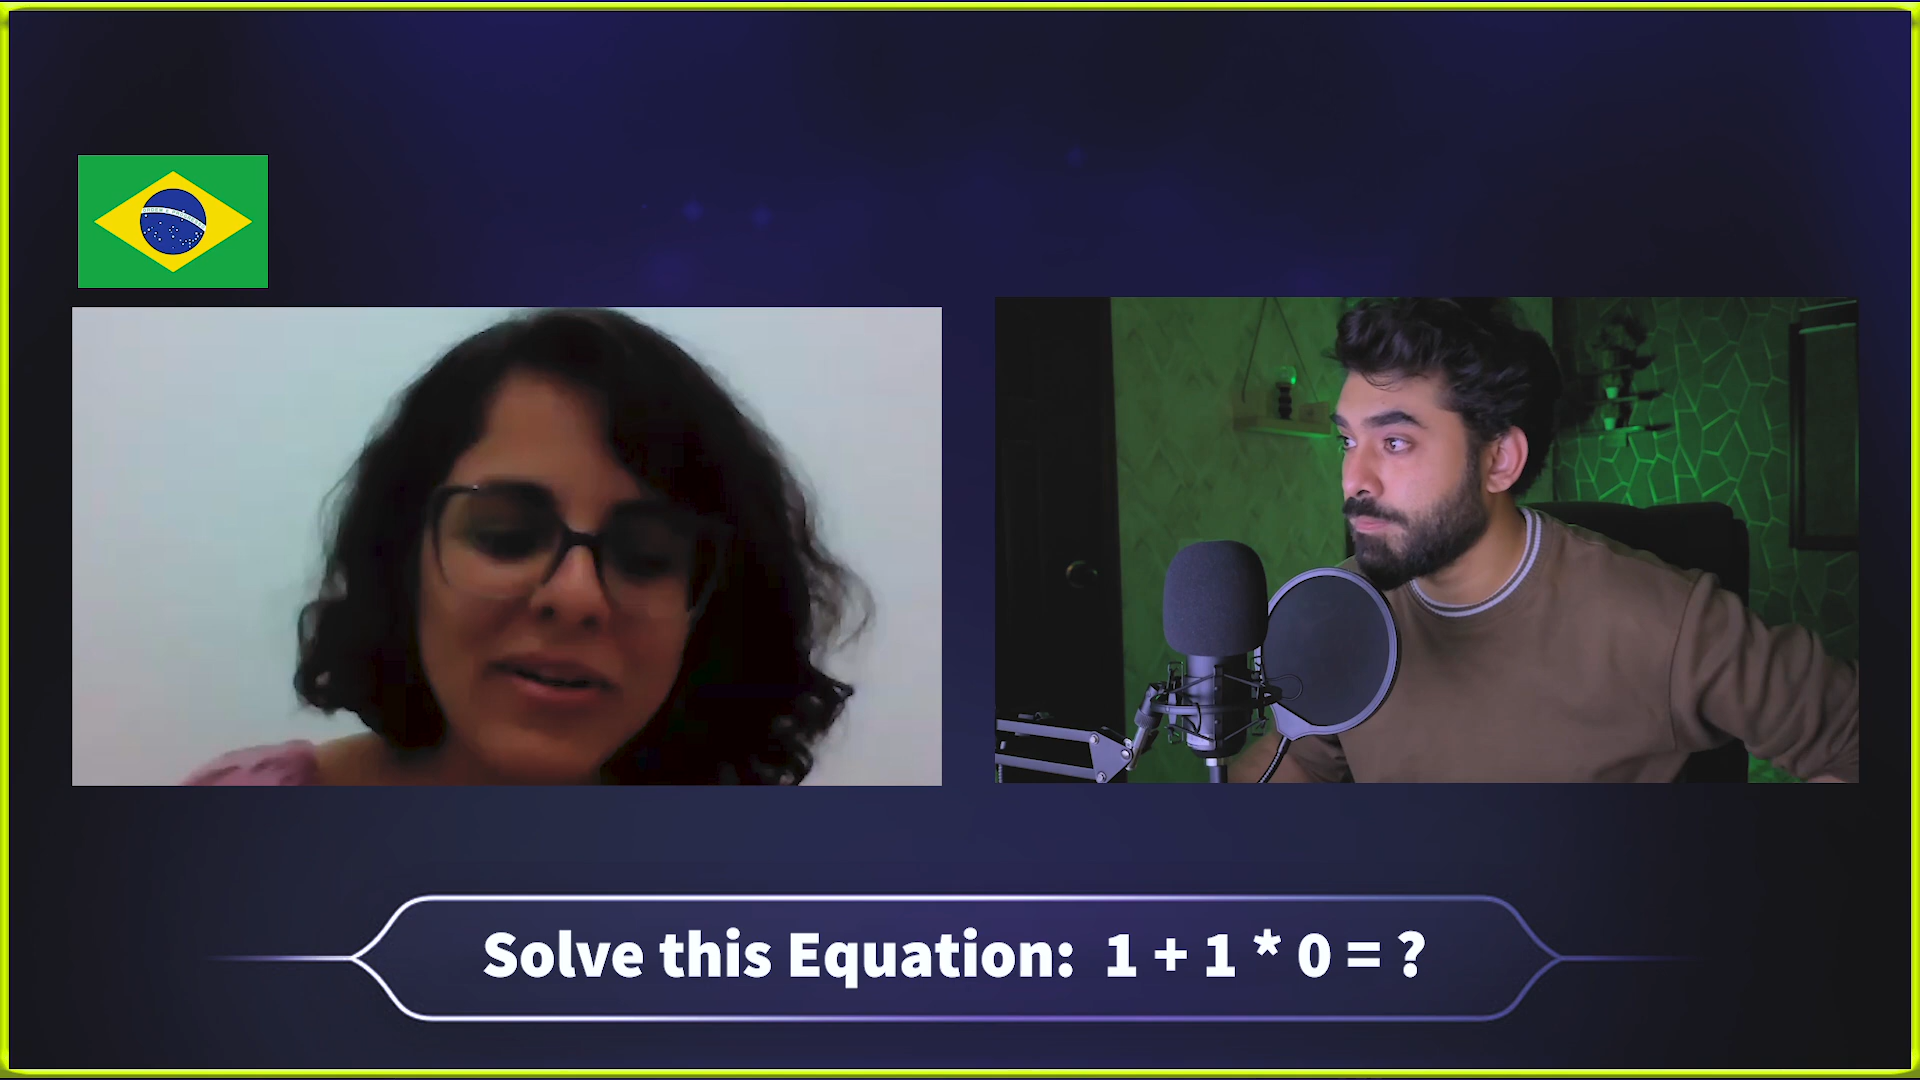 Solve this Equation: 1 + 1 * 0 = ?